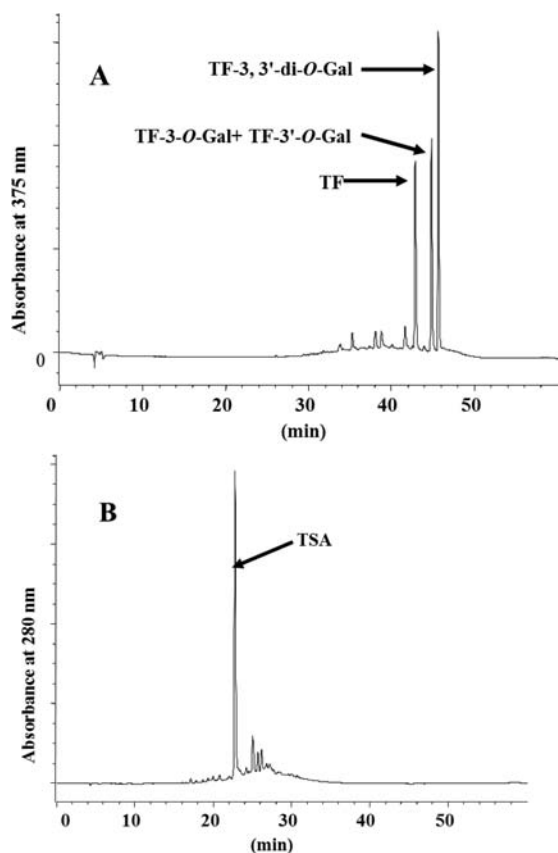 A
TF-3, 3'-di-O-Gal
TF-3-O-Gal+ TF-3'-O-Gal
TF
Absorbance at 375 nm
0
0 10 20 30 40 50
(min)
B
TSA
Absorbance at 280 nm
0 10 20 30 40 50
(min)